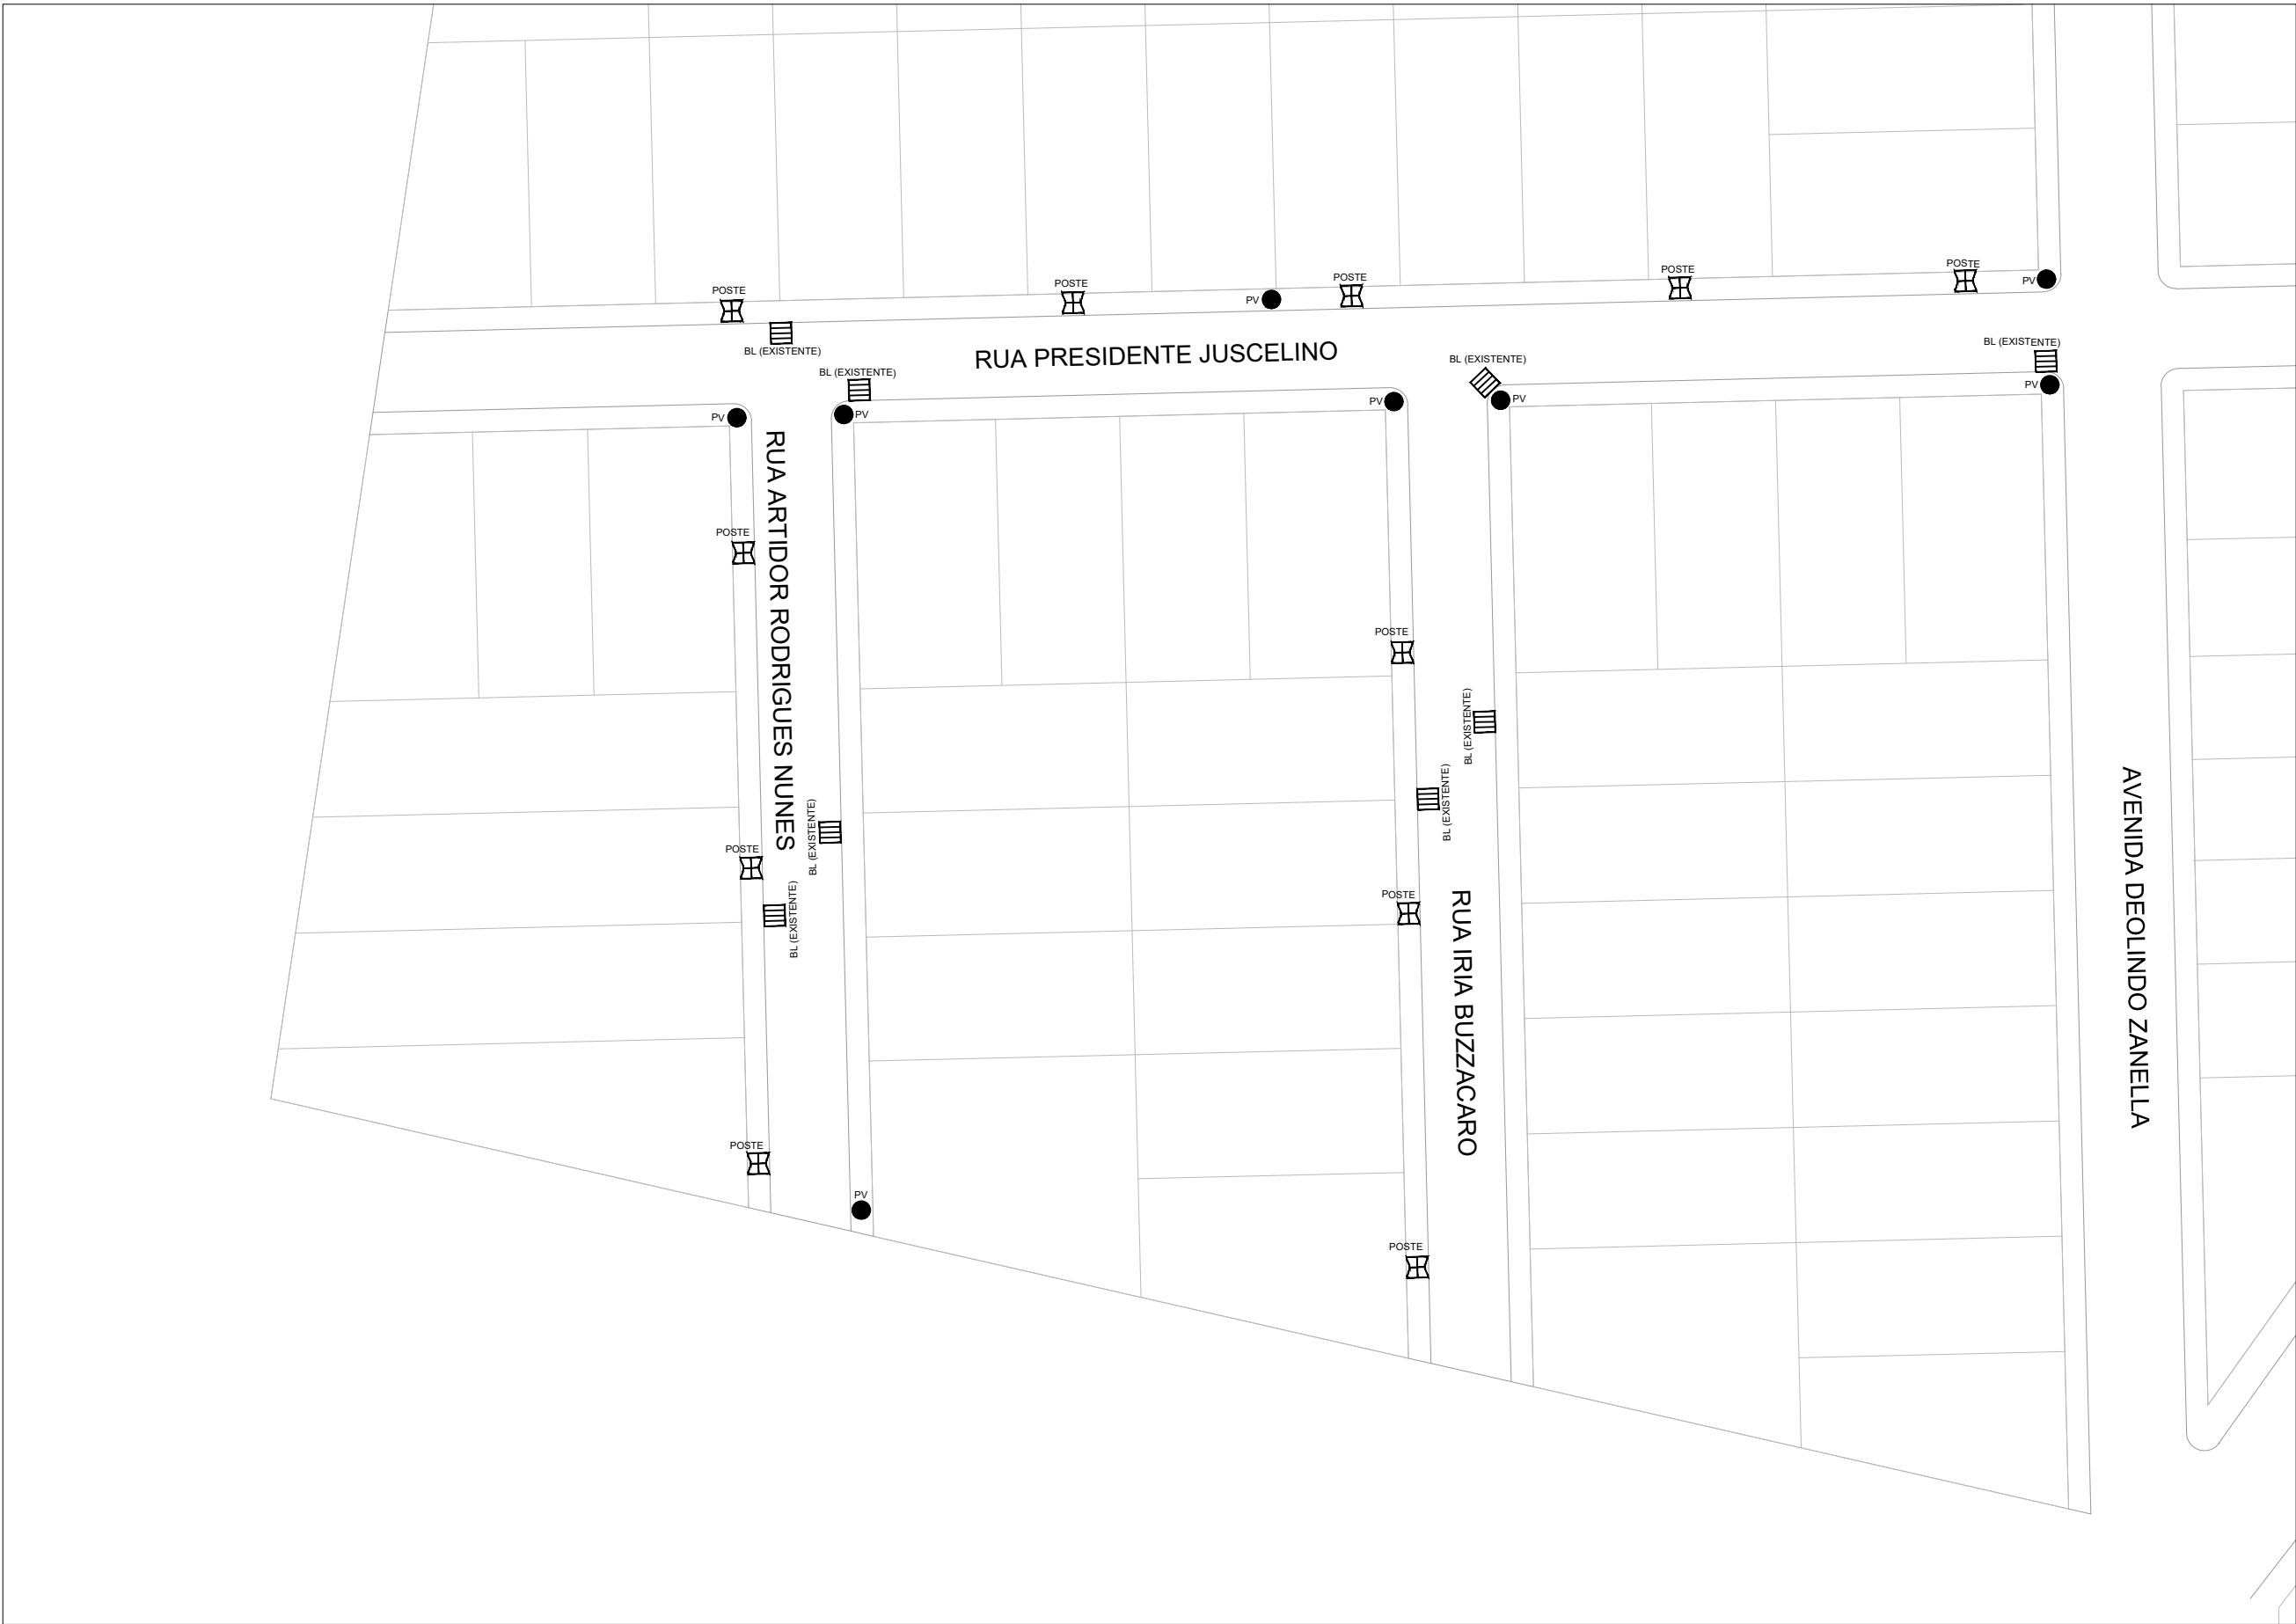 POSTE
POSTE
POSTE
POSTE
POSTE
PV
PV
BL (EXISTENTE)
BL (EXISTENTE)
RUA PRESIDENTE JUSCELINO
BL (EXISTENTE)
BL (EXISTENTE)
PV
PV
PV
PV
PV
RUA ARTIDOR RODRIGUES NUNES
POSTE
POSTE
BL (EXISTENTE)
BL (EXISTENTE)
BL (EXISTENTE)
BL (EXISTENTE)
POSTE
POSTE
RUA IRIA BUZZACARO
AVENIDA DEOLINDO ZANELLA
POSTE
PV
POSTE